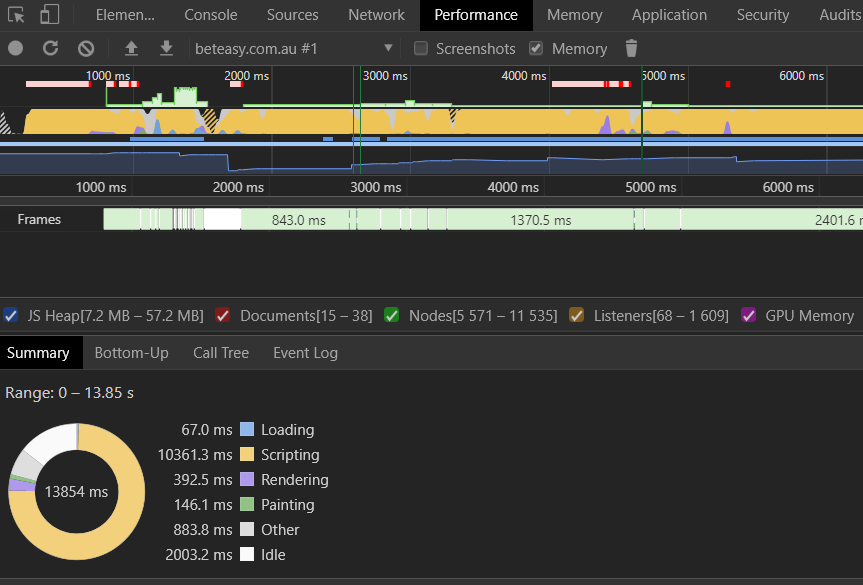 Elemen... Console Sources Network Performance Memory Application Security Audits
beteasy.com.au #1 Screenshots Memory
1000 ms 2000 ms 3000 ms 4000 ms 5000 ms 6000 ms
1000 ms 2000 ms 3000 ms 4000 ms 5000 ms 6000 ms
Frames 843.0 ms 1370.5 ms 2401.6 m
JS Heap[7.2 MB – 57.2 MB] Documents[15 – 38] Nodes[5 571 – 11 535] Listeners[68 – 1 609] GPU Memory
Summary Bottom-Up Call Tree Event Log
Range: 0 – 13.85 s
67.0 ms Loading
10361.3 ms Scripting
392.5 ms Rendering
13854 ms
146.1 ms Painting
883.8 ms Other
2003.2 ms Idle